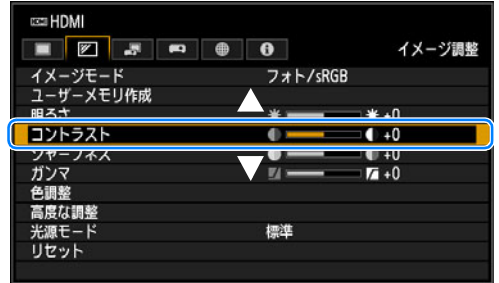 HDMI
イメージ調整
イメージモード フォト/sRGB
ユーザーメモリ作成
明るさ +0
コントラスト +0
シャープネス +0
ガンマ +0
色調整
高度な調整
光源モード 標準
リセット